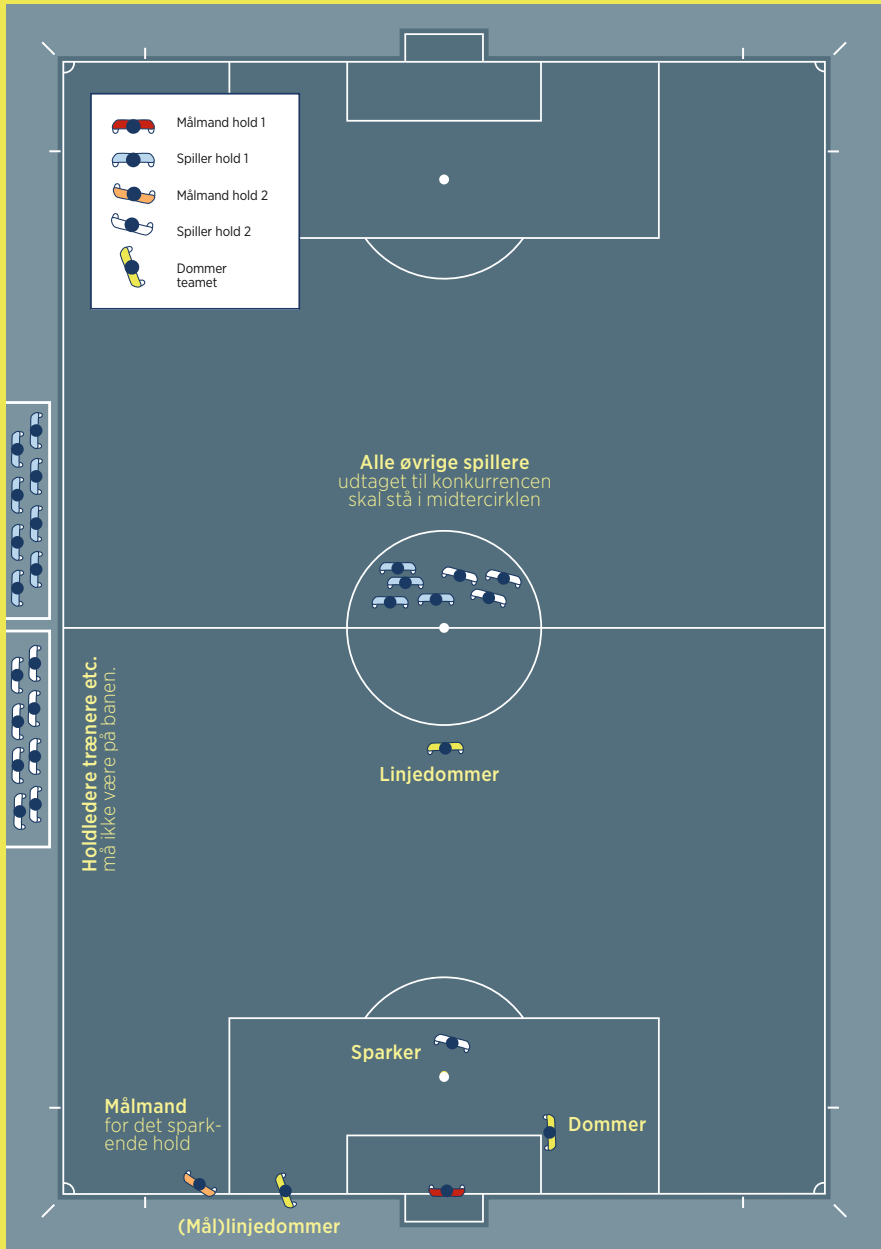 Målmand hold 1
Spiller hold 1
Målmand hold 2
Spiller hold 2
Dommer
teamet
Alle øvrige spillere
udtaget til konkurrencen
skal stå i midtercirklen
Holdledere trænere etc.
må ikke være på banen.
Linjedommer
Sparker
Målmand
for det spark-
ende hold
Dommer
(Mål)linjedommer